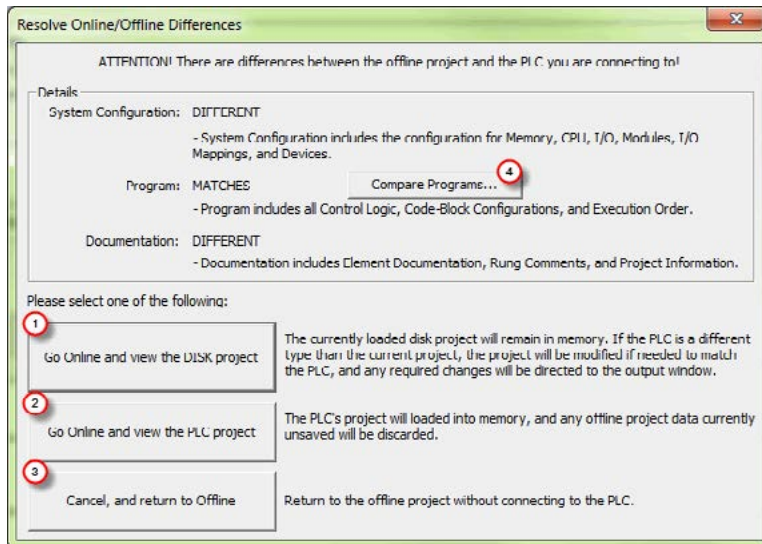 Resolve Online/Offline Differences
ATTENTION! There are differences between the offline project and the PLC you are connecting to!
Details
System Configuration: DIFFERENT
- System Configuration includes the configuration for Memory, CPU, I/O, Modules, I/O
Mappings, and Devices.
4
Program: MATCHES Compare Programs...
- Program includes all Control Logic, Code-Block Configurations, and Execution Order.
Documentation: DIFFERENT
- Documentation includes Element Documentation, Rung Comments, and Project Information.
Please select one of the following:
1
Go Online and view the DISK project
The currently loaded disk project will remain in memory. If the PLC is a different
type than the current project, the project will be modified if needed to match
the PLC, and any required changes will be directed to the output window.
2
Go Online and view the PLC project
The PLC's project will loaded into memory, and any offline project data currently
unsaved will be discarded.
3
Cancel, and return to Offline
Return to the offline project without connecting to the PLC.